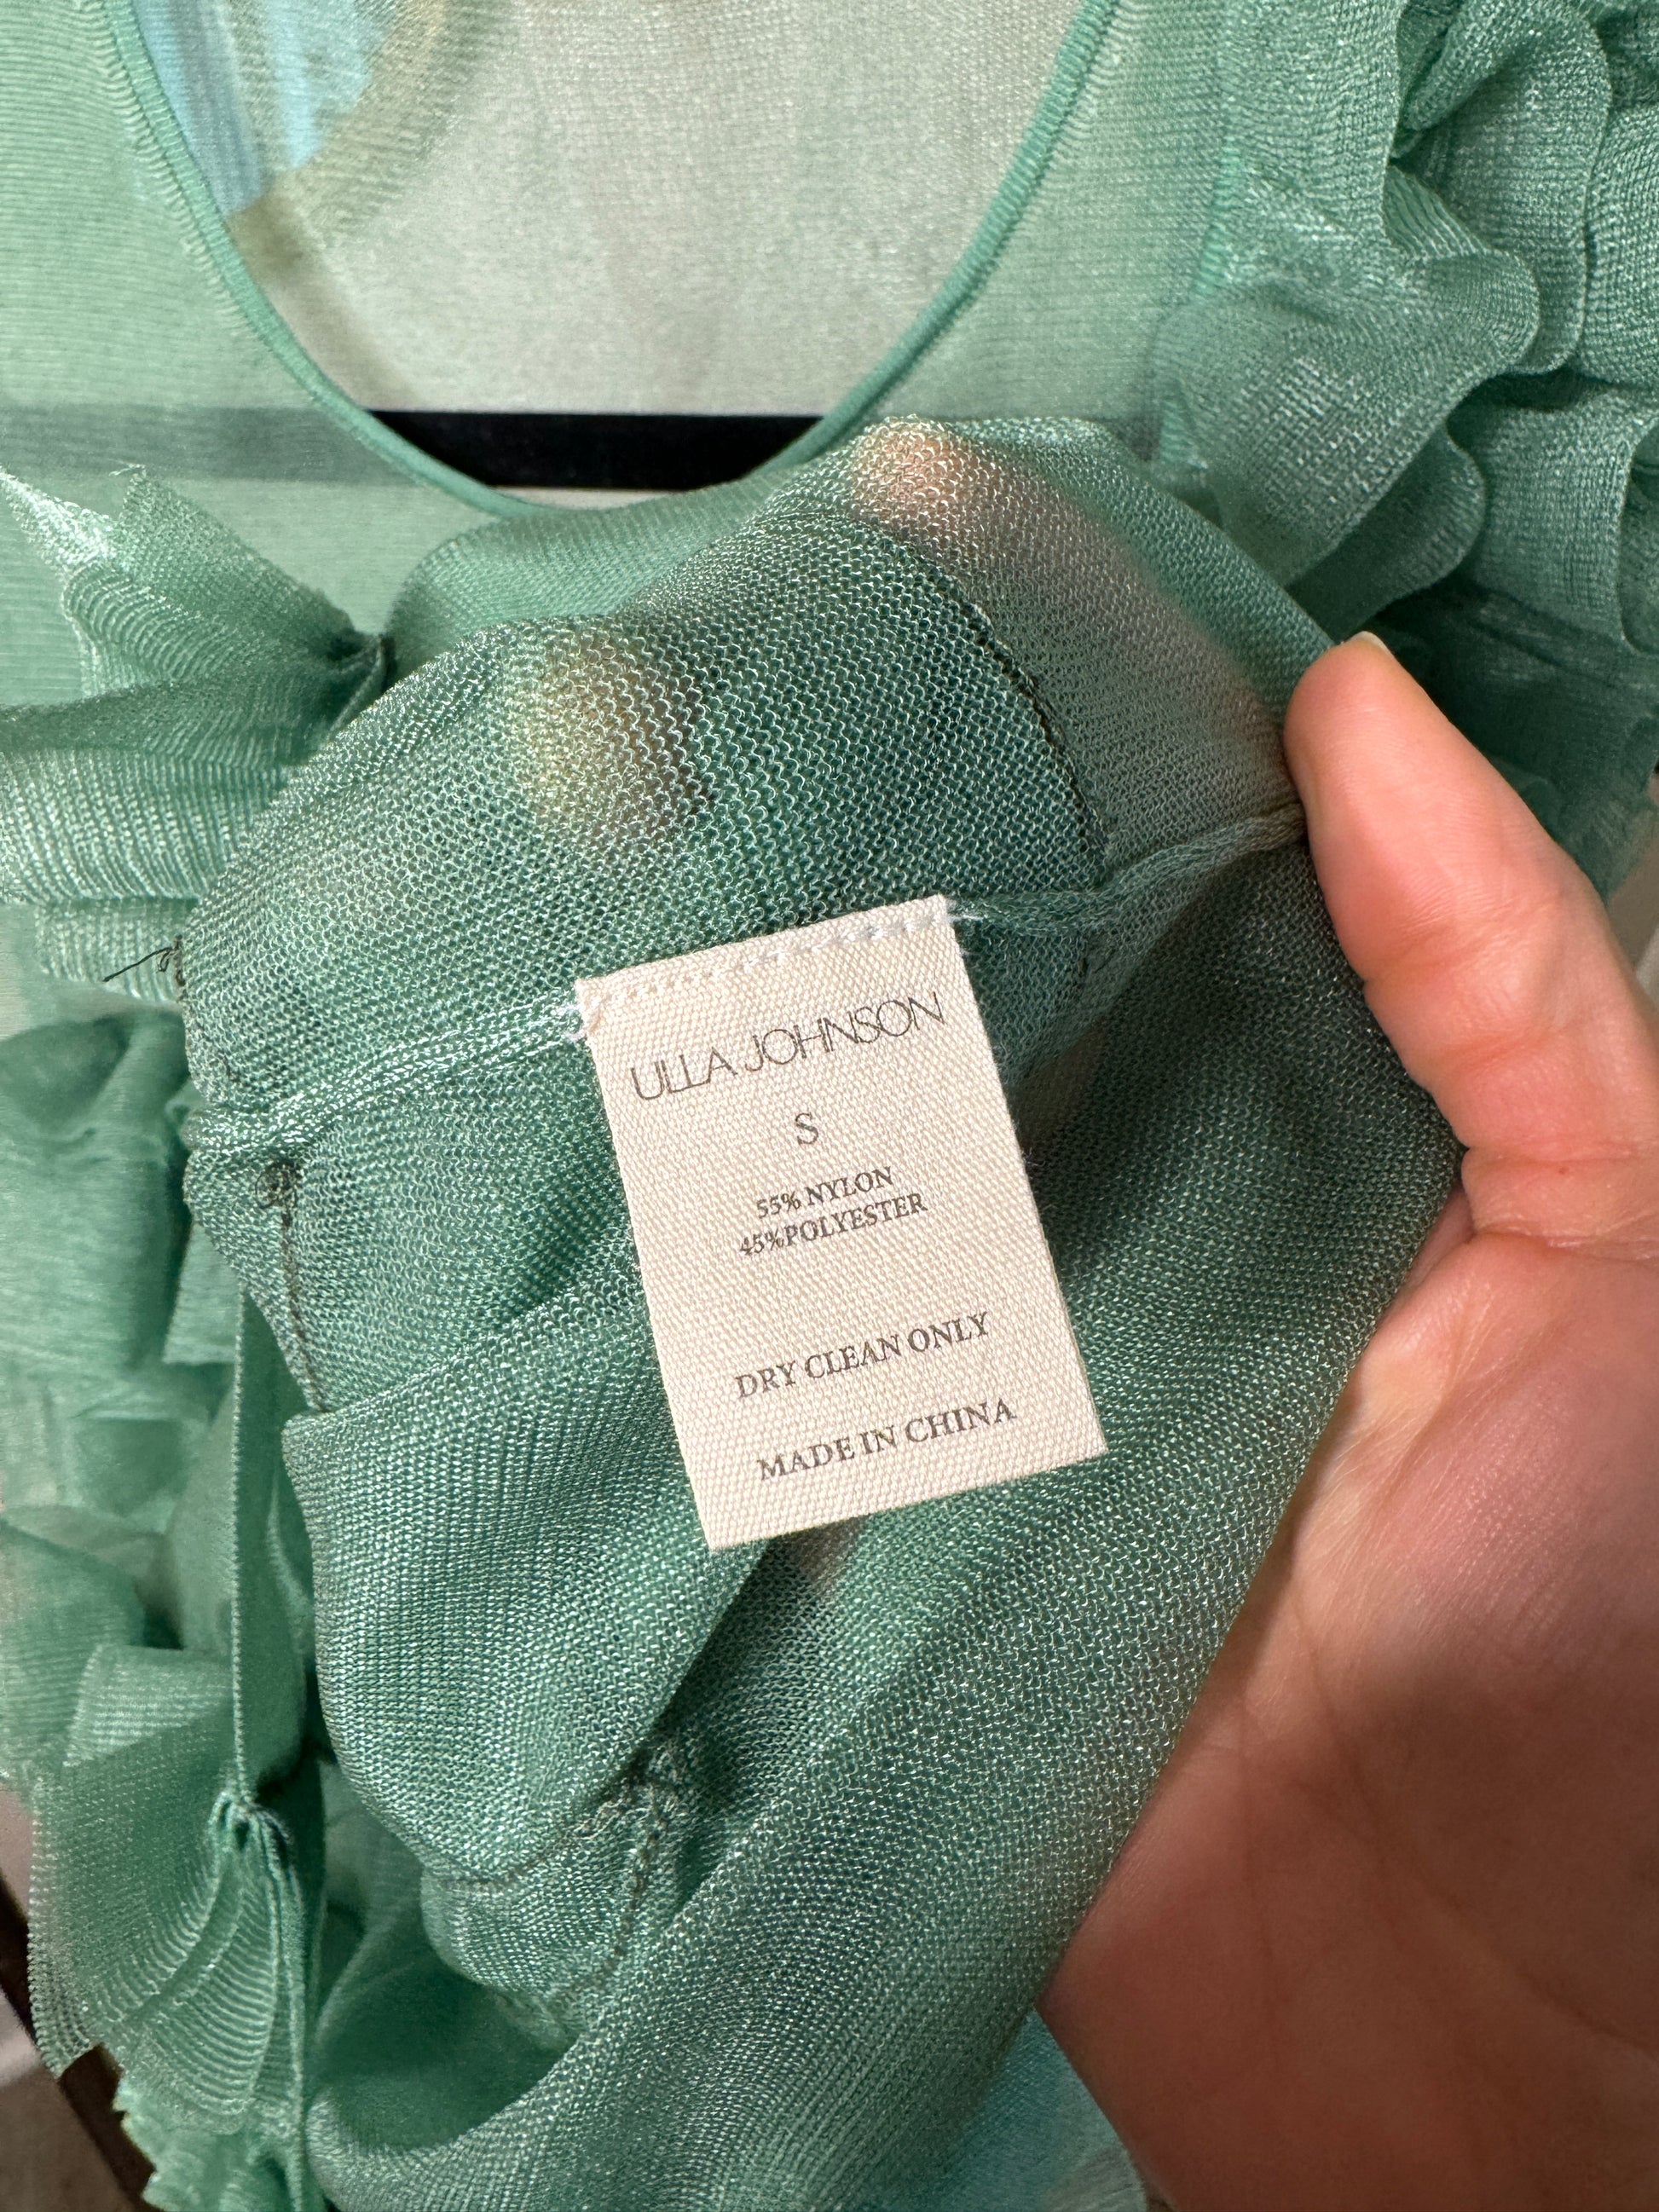 ULLA JOHNSON
S
55% NYLON
45%POLYESTER
DRY CLEAN ONLY
MADE IN CHINA